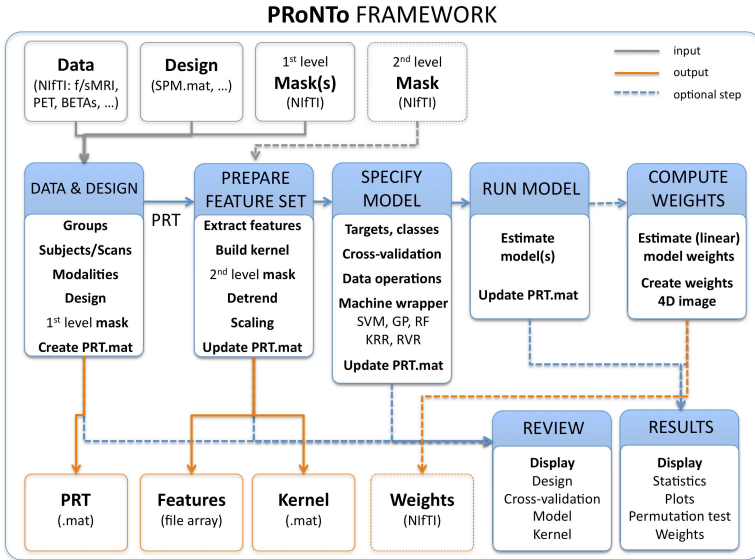 PRoNTo FRAMEWORK
Data
(NIfTI: f/sMRI,
PET, BETAs, ...)
Design
(SPM.mat, ...)
1st level
Mask(s)
(NIfTI)
2nd level
Mask
(NIfTI)
input
output
optional step
DATA & DESIGN
Groups
Subjects/Scans
Modalities
Design
1st level mask
Create PRT.mat
PRT
PREPARE
FEATURE SET
Extract features
Build kernel
2nd level mask
Detrend
Scaling
Update PRT.mat
SPECIFY
MODEL
Targets, classes
Cross-validation
Data operations
Machine wrapper
SVM, GP, RF
KRR, RVR
Update PRT.mat
RUN MODEL
Estimate
model(s)
Update PRT.mat
COMPUTE
WEIGHTS
Estimate (linear)
model weights
Create weights
4D image
PRT
(.mat)
Features
(file array)
Kernel
(.mat)
Weights
(NIfTI)
REVIEW
Display
Design
Cross-validation
Model
Kernel
RESULTS
Display
Statistics
Plots
Permutation test
Weights